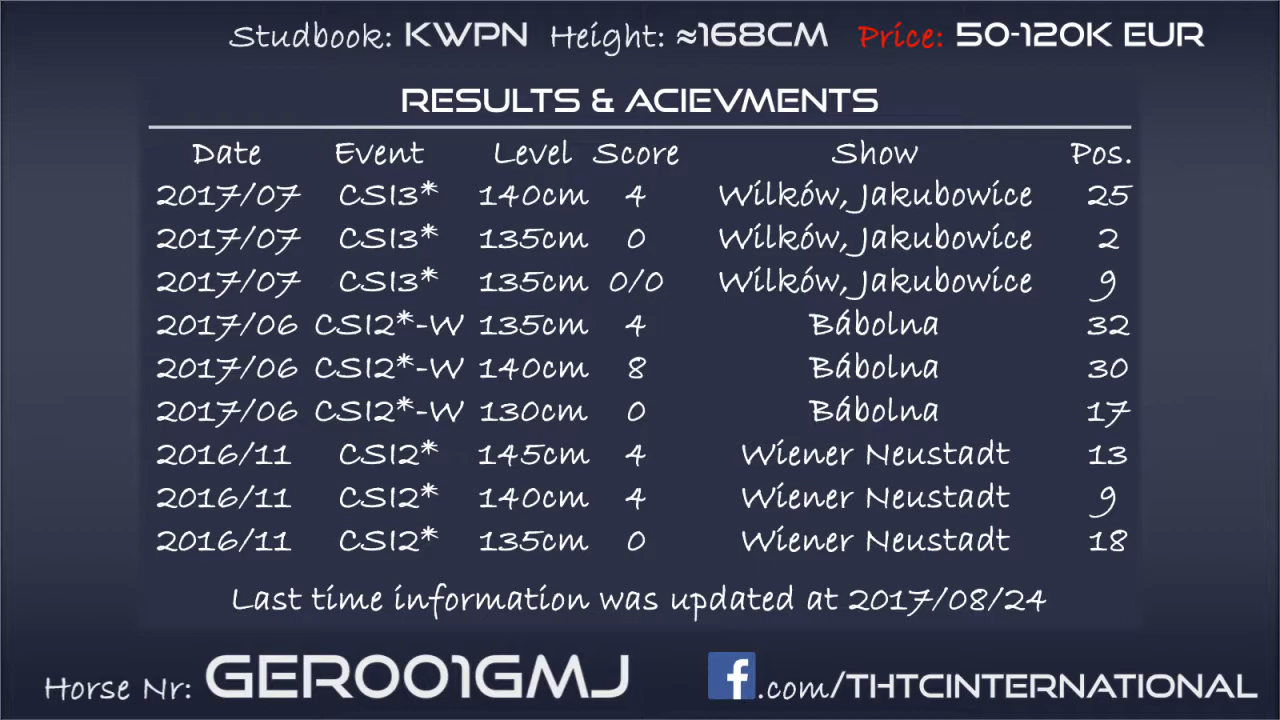 Studbook: KWPN Height: ≈168CM Price: 50-120K EUR
RESULTS & ACIEVMENTS
Date Event Level Score Show Pos.
2017/07 CSI3* 140cm 4 Wilków, Jakubowice 25
2017/07 CSI3* 135cm 0 Wilków, Jakubowice 2
2017/07 CSI3* 135cm 0/0 Wilków, Jakubowice 9
2017/06 CSI2*-W 135cm 4 Bábolna 32
2017/06 CSI2*-W 140cm 8 Bábolna 30
2017/06 CSI2*-W 130cm 0 Bábolna 17
2016/11 CSI2* 145cm 4 Wiener Neustadt 13
2016/11 CSI2* 140cm 4 Wiener Neustadt 9
2016/11 CSI2* 135cm 0 Wiener Neustadt 18
Last time information was updated at 2017/08/24
Horse Nr: GER001GMJ f.com/THTCINTERNATIONAL